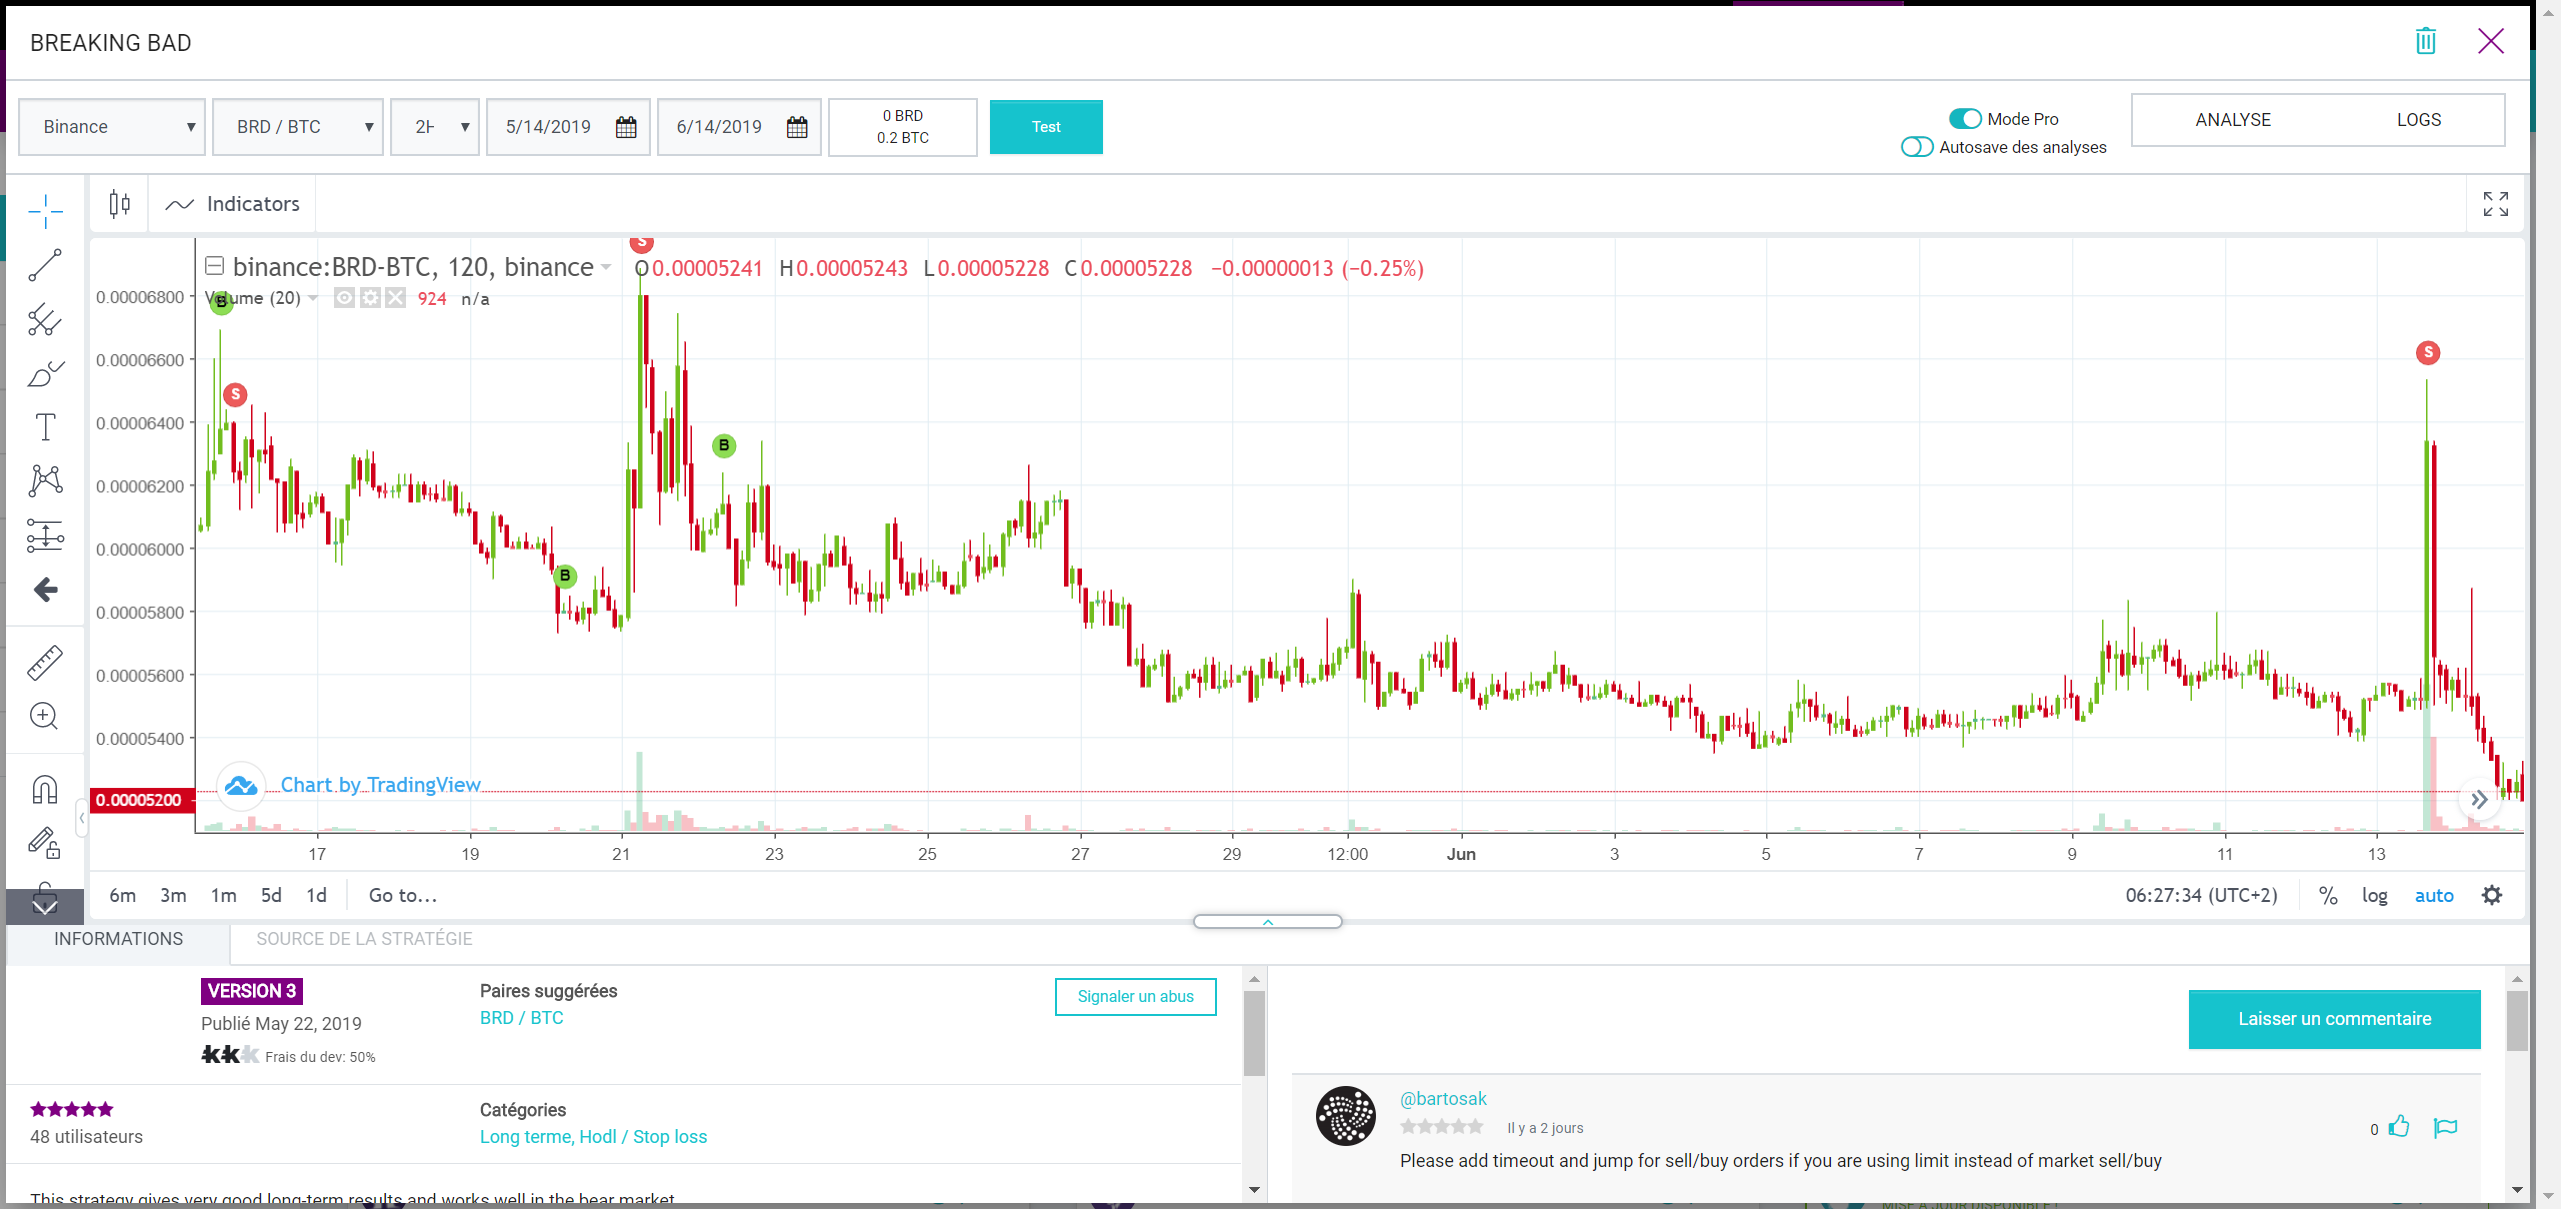 BREAKING BAD
Binance
BRD / BTC
2H
5/14/2019
6/14/2019
0 BRD
0.2 BTC
Test
Mode Pro
Autosave des analyses
ANALYSE
LOGS
Indicators
binance:BRD-BTC, 120, binance
O0.00005241 H0.00005243 L0.00005228 C0.00005228 −0.00000013 (−0.25%)
Volume (20) 924 n/a
S
B
S
B
B
S
0.00006800
0.00006600
0.00006400
0.00006200
0.00006000
0.00005800
0.00005600
0.00005400
0.00005200
Chart by TradingView
17 19 21 23 25 27 29 12:00 Jun 3 5 7 9 11 13
6m 3m 1m 5d 1d Go to...
06:27:34 (UTC+2) % log auto
INFORMATIONS
SOURCE DE LA STRATÉGIE
VERSION 3
Publié May 22, 2019
Frais du dev: 50%
Paires suggérées
BRD / BTC
Signaler un abus
48 utilisateurs
Catégories
Long terme, Hodl / Stop loss
This strategy gives very good long-term results and works well in the bear market
Laisser un commentaire
@bartosak
Il y a 2 jours
0
Please add timeout and jump for sell/buy orders if you are using limit instead of market sell/buy
MISE À JOUR DISPONIBLE !